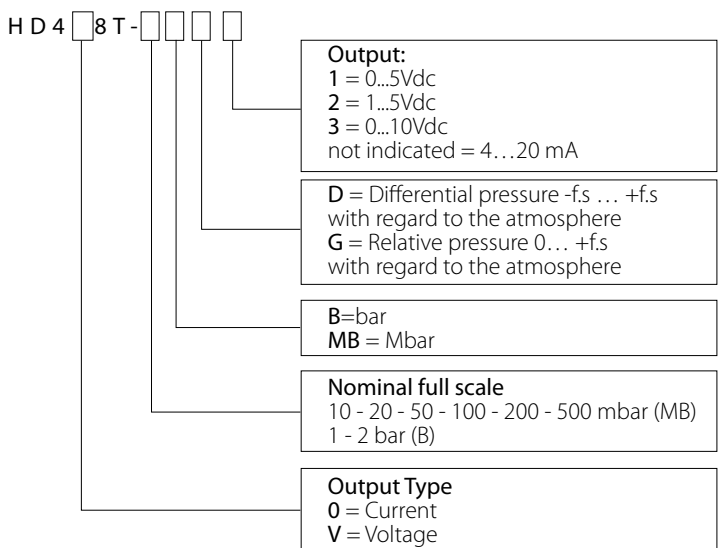 HD4 8T-
Output:
1 = 0...5Vdc
2 = 1...5Vdc
3 = 0...10Vdc
not indicated = 4…20 mA
D = Differential pressure -f.s … +f.s
with regard to the atmosphere
G = Relative pressure 0… +f.s
with regard to the atmosphere
B=bar
MB = Mbar
Nominal full scale
10 - 20 - 50 - 100 - 200 - 500 mbar (MB)
1 - 2 bar (B)
Output Type
0 = Current
V = Voltage